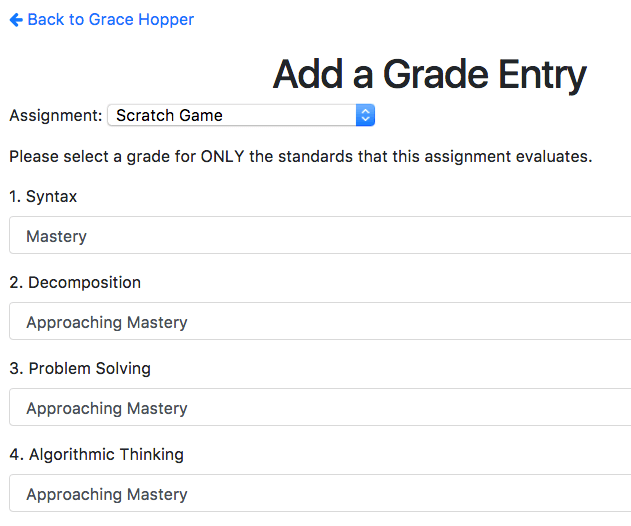 Back to Grace Hopper
Add a Grade Entry
Assignment: Scratch Game
Please select a grade for ONLY the standards that this assignment evaluates.
1. Syntax
Mastery
2. Decomposition
Approaching Mastery
3. Problem Solving
Approaching Mastery
4. Algorithmic Thinking
Approaching Mastery